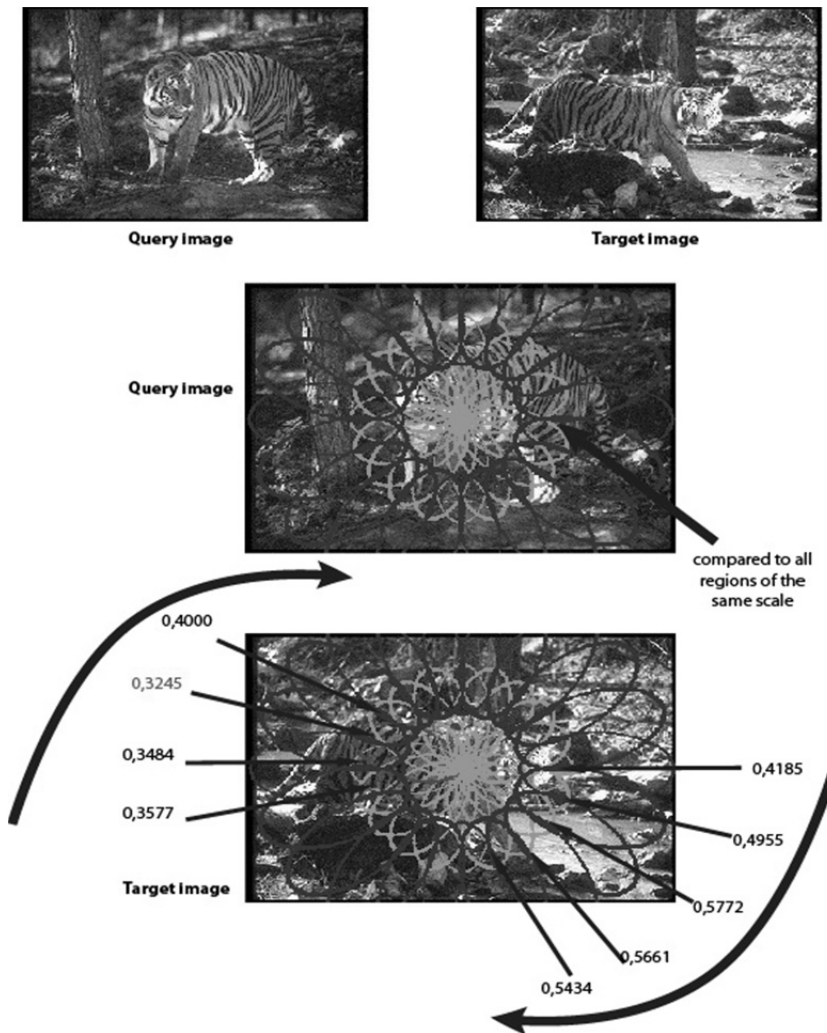 Query image
Target image
Query image
compared to all
regions of the
same scale
0,4000
0,3245
0,3484
0,3577
0,4185
0,4955
Target image
0,5772
0,5661
0,5434